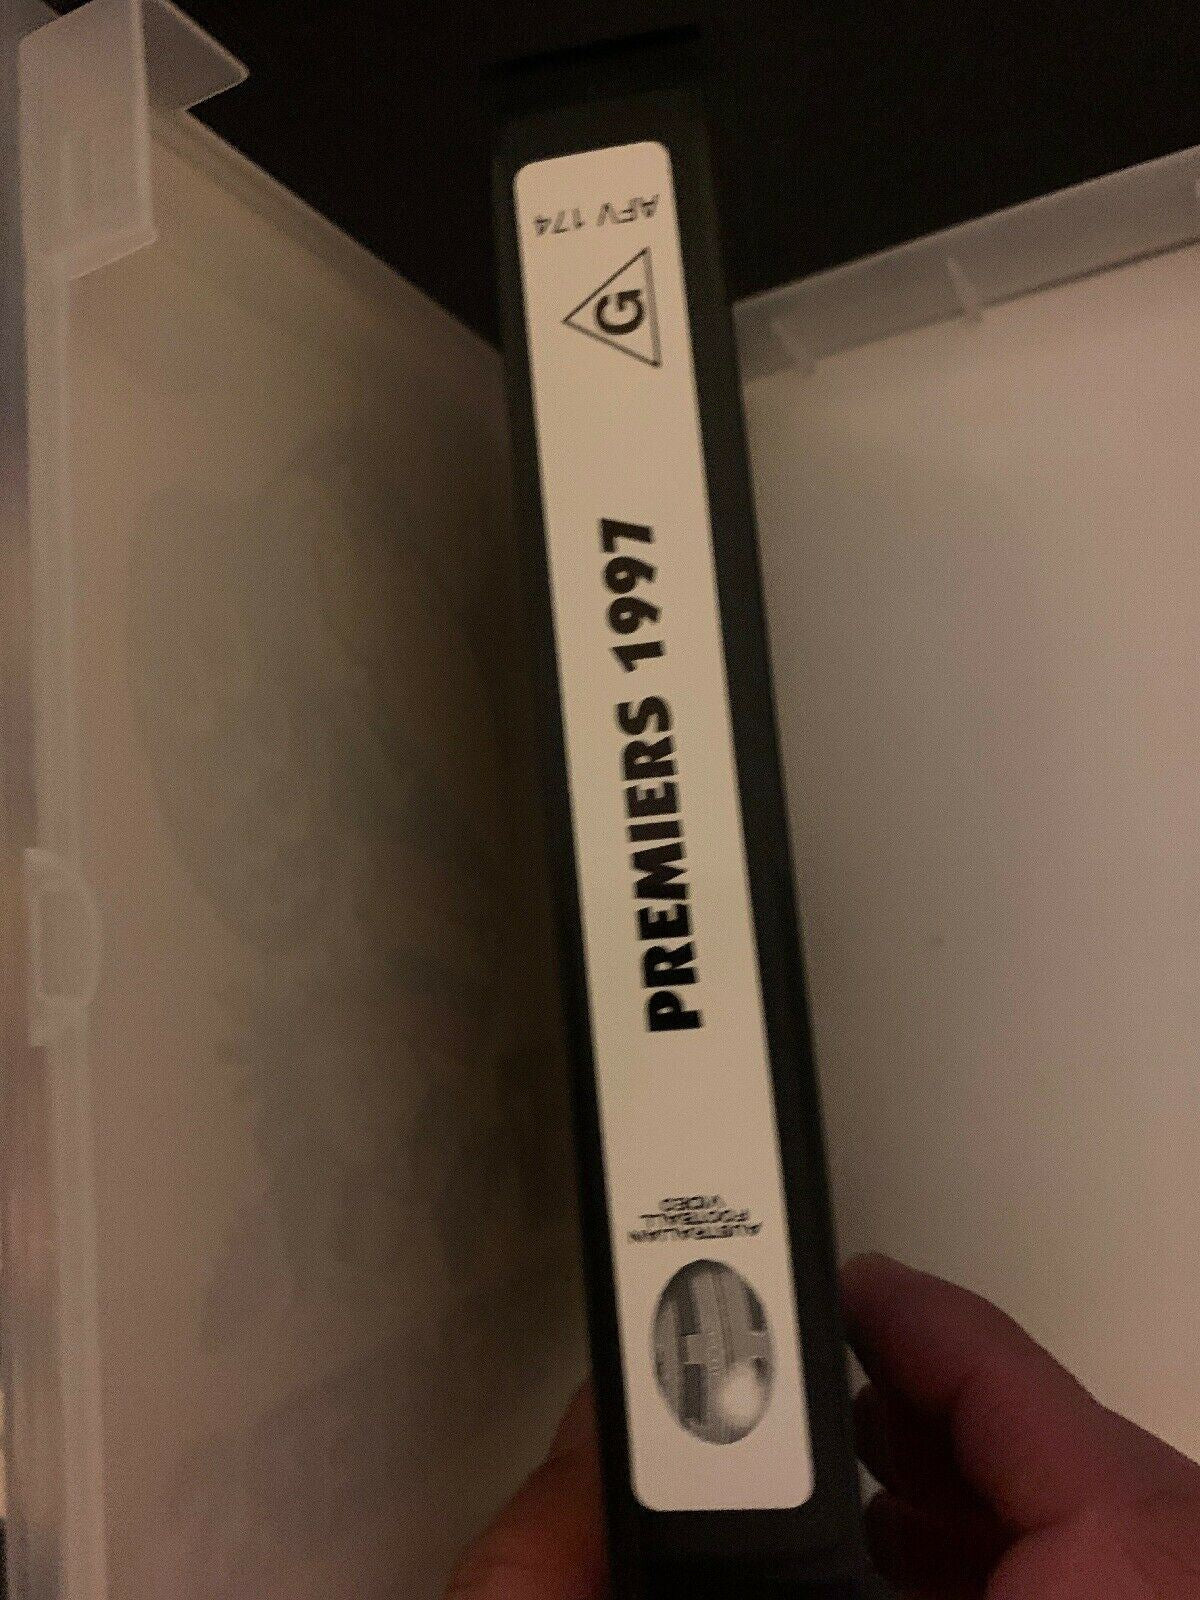 AFV 174
G
PREMIERS 1997
AUSTRALIAN
FOOTBALL
VIDEO